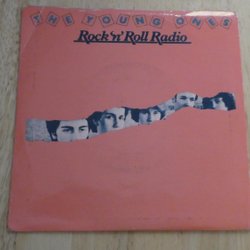 THE YOUNG ONES
Rock 'n' Roll Radio